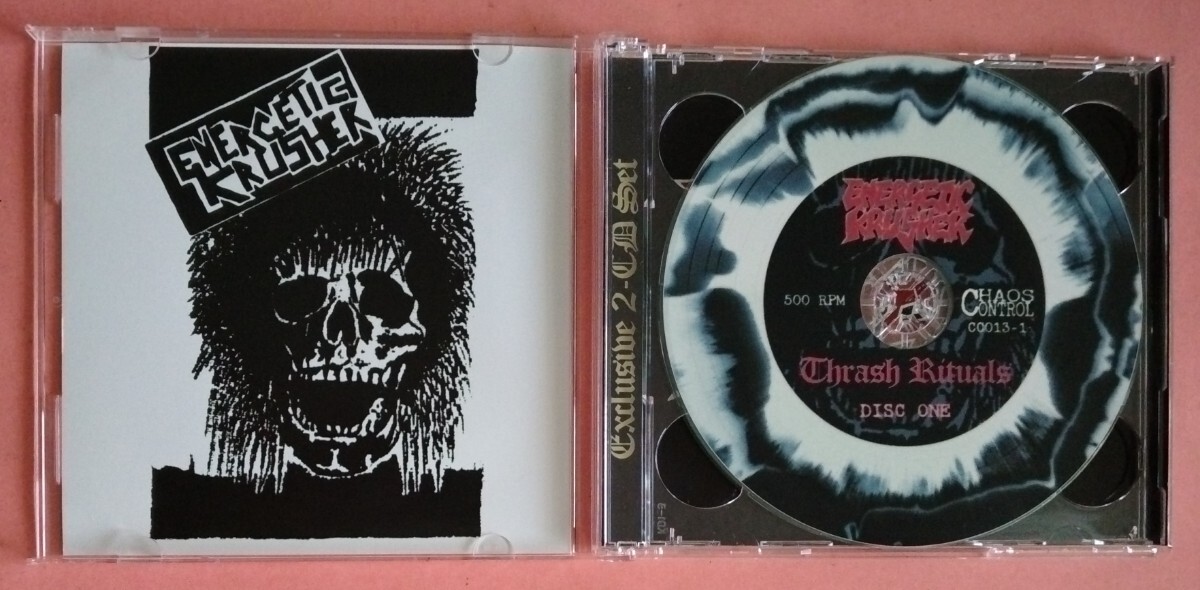 ENERGETIC
KRUSHER
Exclusive 2-CD Set
ENERGETIC
KRUSHER
500 RPM
CHAOS
CONTROL
CC013-1
Thrash Rituals
DISC ONE